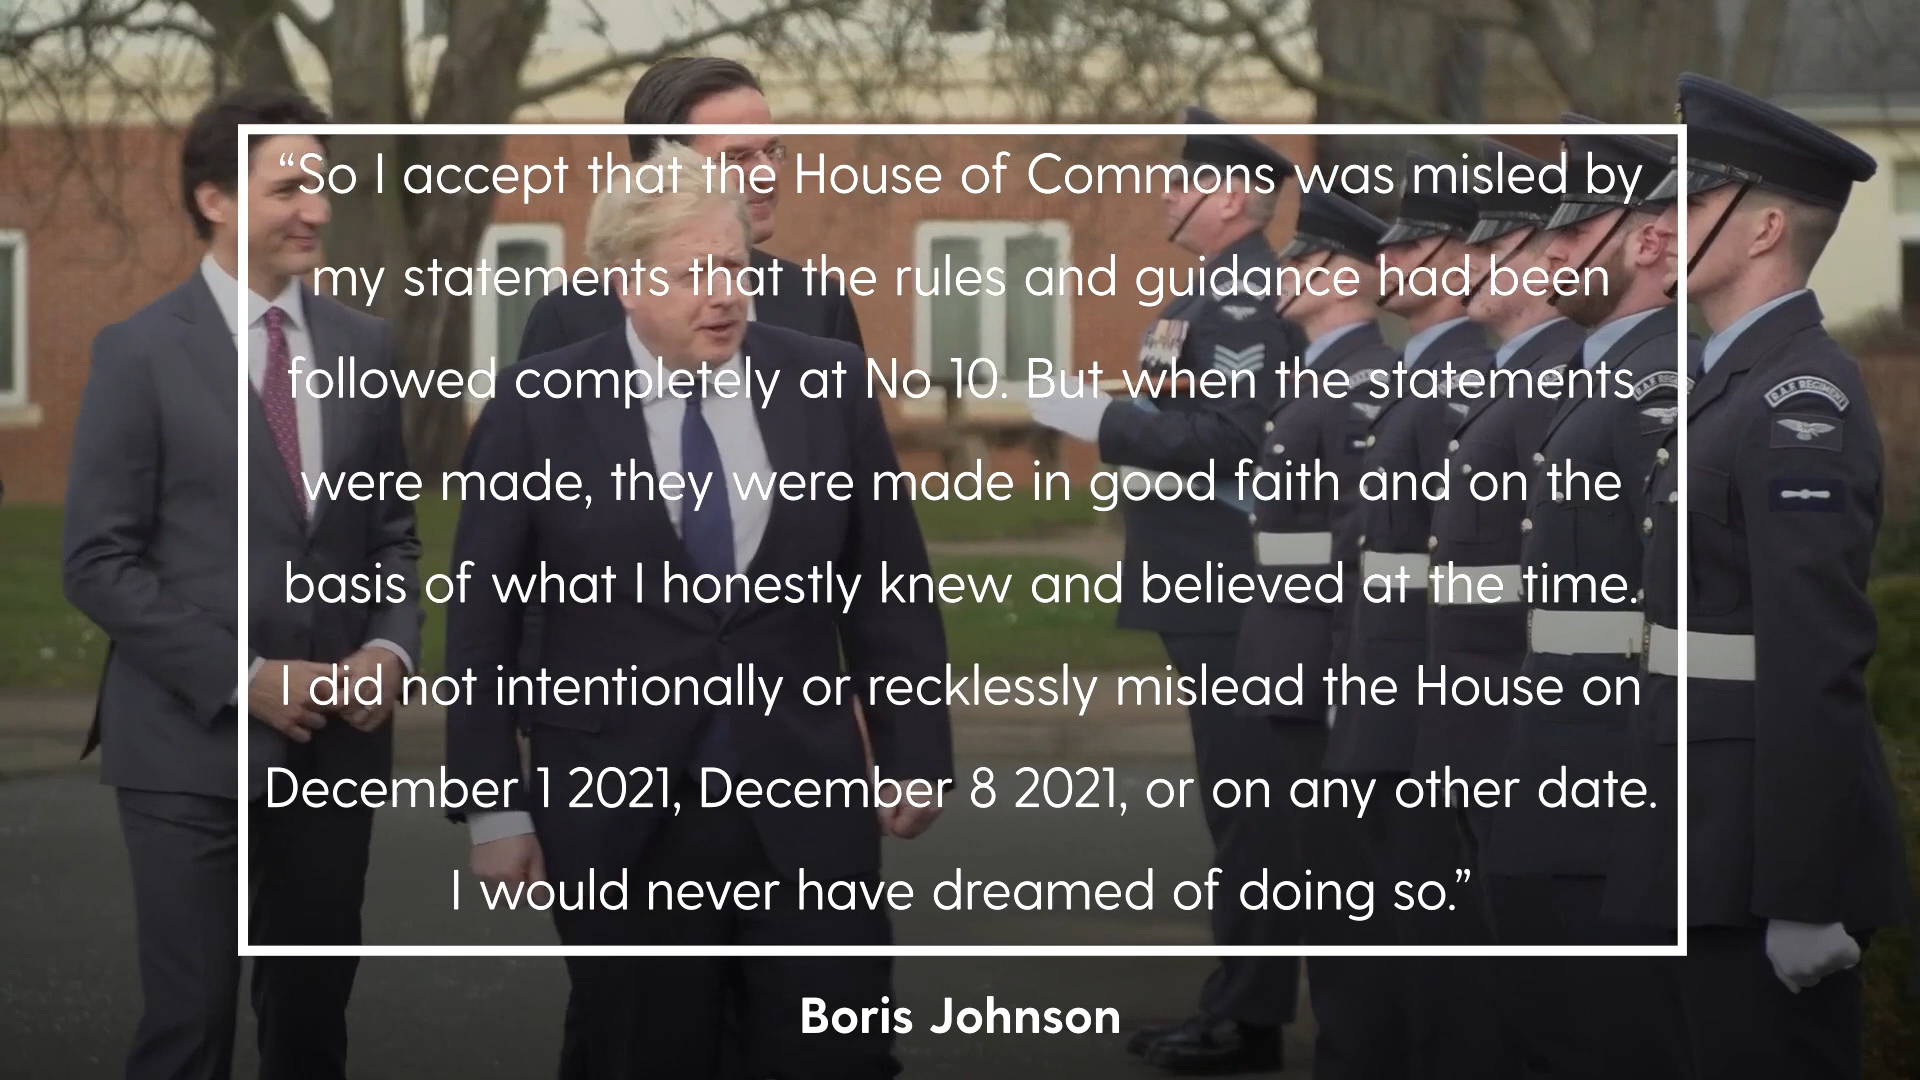 “So I accept that the House of Commons was misled by
my statements that the rules and guidance had been
followed completely at No 10. But when the statements
were made, they were made in good faith and on the
basis of what I honestly knew and believed at the time.
I did not intentionally or recklessly mislead the House on
December 1 2021, December 8 2021, or on any other date.
I would never have dreamed of doing so.”
Boris Johnson
R.A.F. REGIMENT